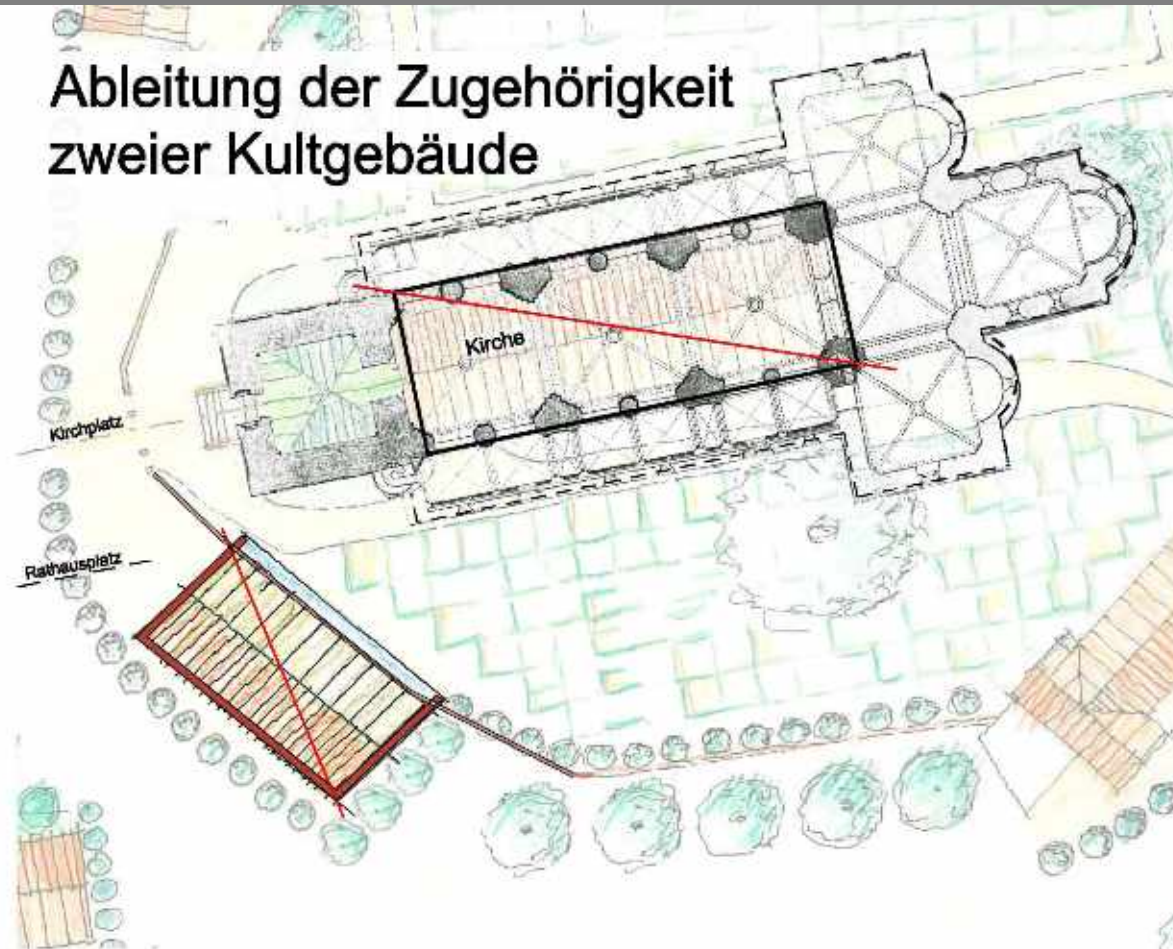 Ableitung der Zugehörigkeit
zweier Kultgebäude
Kirche
Kirchplatz
Rathausplatz